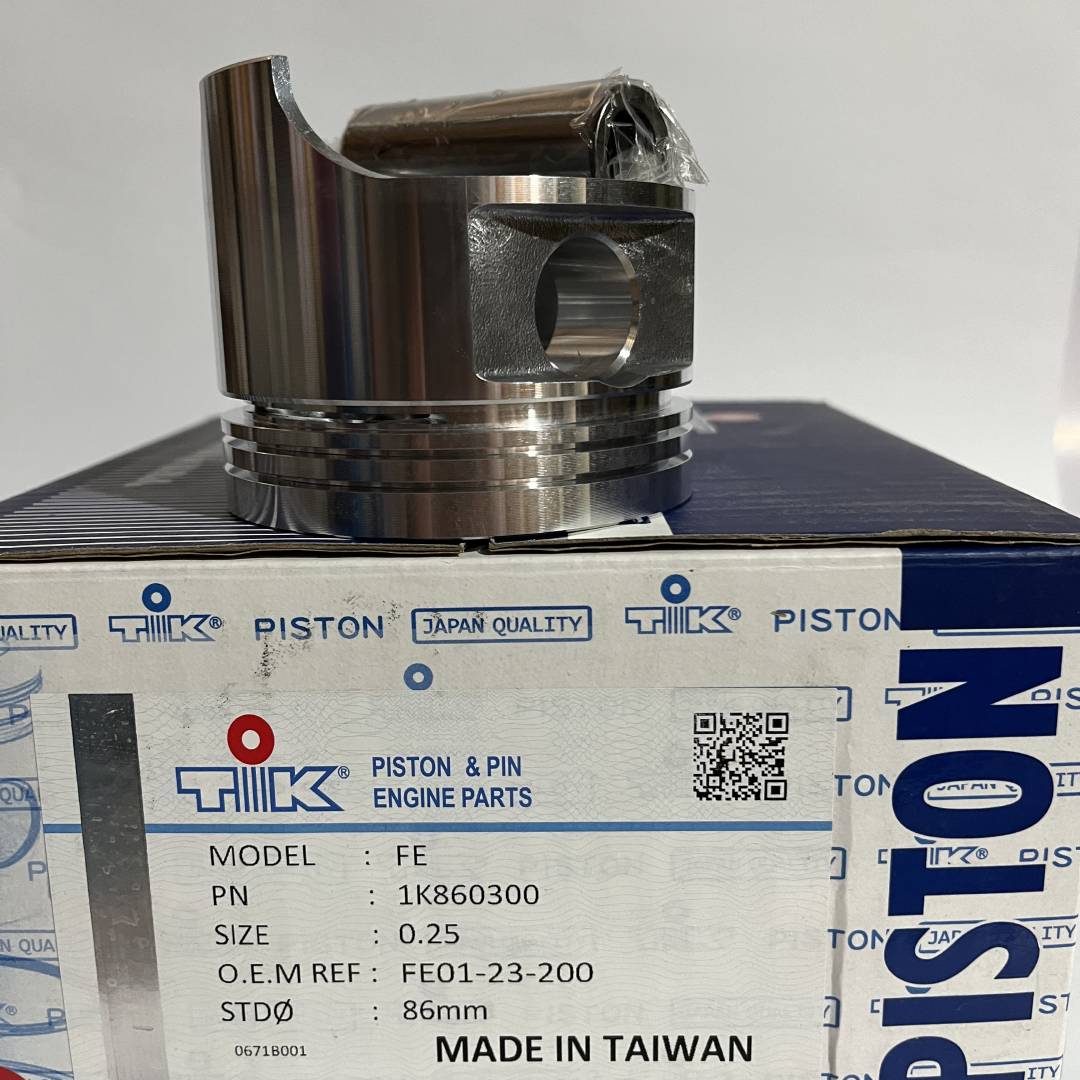 UALITY TIK® PISTON JAPAN QUALITY TIK® PISTON
TIK® PISTON & PIN
ENGINE PARTS
MODEL : FE
PN : 1K860300
SIZE : 0.25
O.E.M REF : FE01-23-200
STDØ : 86mm
0671B001 MADE IN TAIWAN
PISTON